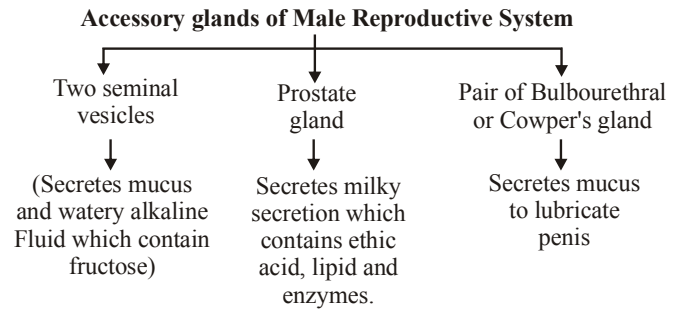 Accessory glands of Male Reproductive System
Two seminal
vesicles
Prostate
gland
Pair of Bulbourethral
or Cowper's gland
(Secretes mucus
and watery alkaline
Fluid which contain
fructose)
Secretes milky
secretion which
contains ethic
acid, lipid and
enzymes.
Secretes mucus
to lubricate
penis